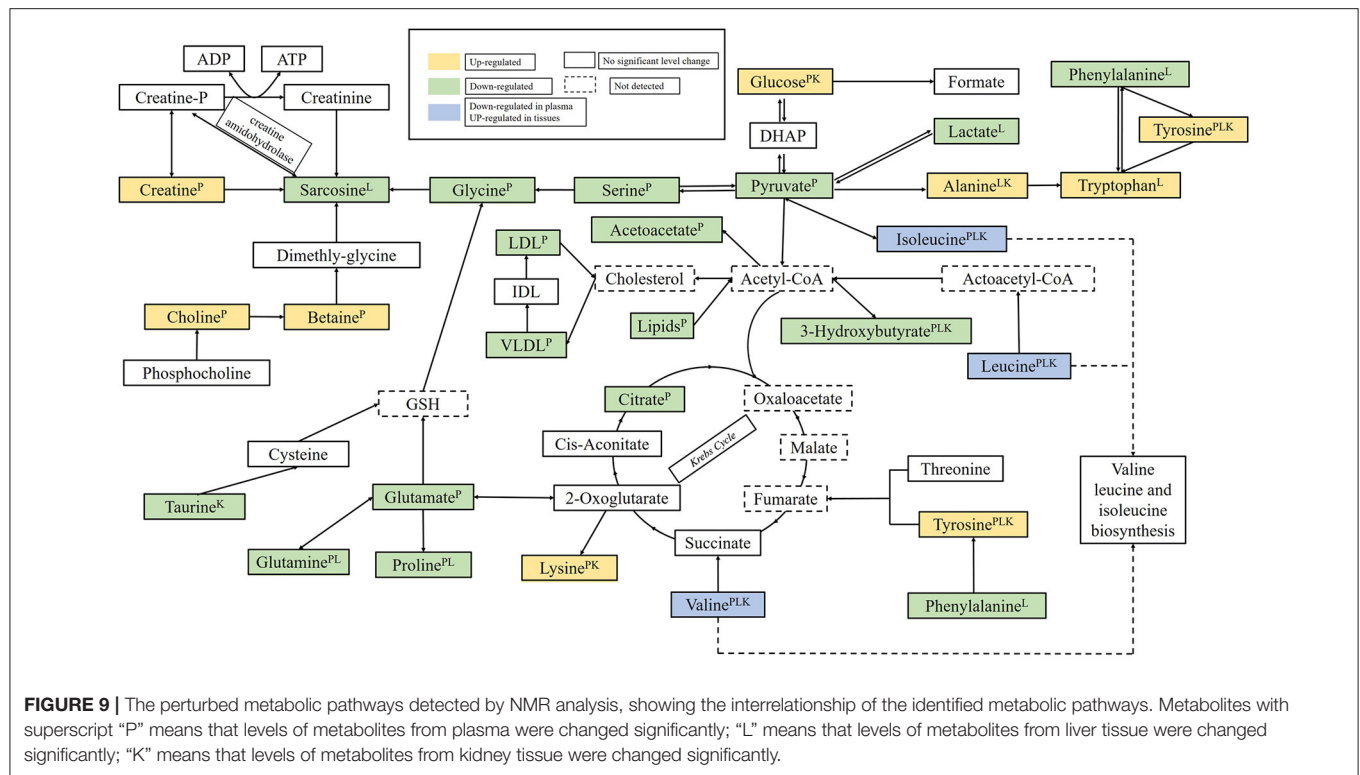 ADP
ATP
Creatine-P
Creatinine
creatine
amidohydrolase
Creatine^P
Sarcosine^L
Glycine^P
Serine^P
Pyruvate^P
Alanine^LK
Tryptophan^L
Up-regulated
No significant level change
Down-regulated
Not detected
Down-regulated in plasma
UP-regulated in tissues
Glucose^PK
Formate
Phenylalanine^L
DHAP
Lactate^L
Tyrosine^PLK
Dimethly-glycine
LDL^P
Acetoacetate^P
Isoleucine^PLK
IDL
Cholesterol
Acetyl-CoA
Actoacetyl-CoA
Choline^P
Betaine^P
VLDL^P
Lipids^P
3-Hydroxybutyrate^PLK
Phosphocholine
Leucine^PLK
GSH
Citrate^P
Oxaloacetate
Cysteine
Cis-Aconitate
Krebs Cycle
Malate
Threonine
Valine
leucine and
isoleucine
biosynthesis
Taurine^K
Glutamate^P
2-Oxoglutarate
Fumarate
Tyrosine^PLK
Glutamine^PL
Proline^PL
Lysine^PK
Succinate
Valine^PLK
Phenylalanine^L
FIGURE 9 | The perturbed metabolic pathways detected by NMR analysis, showing the interrelationship of the identified metabolic pathways. Metabolites with
superscript “P” means that levels of metabolites from plasma were changed significantly; “L” means that levels of metabolites from liver tissue were changed
significantly; “K” means that levels of metabolites from kidney tissue were changed significantly.